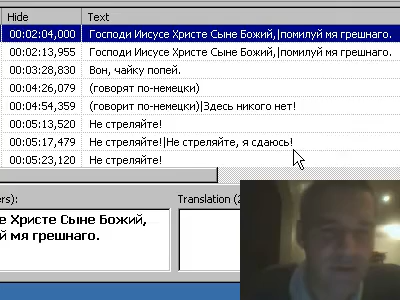 Hide Text
00:02:04,000 Господи Иисусе Христе Сыне Божий,|помилуй мя грешнаго.
00:02:13,955 Господи Иисусе Христе Сыне Божий,|помилуй мя грешнаго.
00:03:28,830 Вон, чайку попей.
00:04:26,079 (говорят по-немецки)
00:04:54,359 (говорит по-немецки)|Здесь никого нет!
00:05:13,520 Не стреляйте!
00:05:17,479 Не стреляйте!|Не стреляйте, я сдаюсь!
00:05:23,120 Не стреляйте!
ers): Translation (2
е Христе Сыне Божий,
й мя грешнаго.